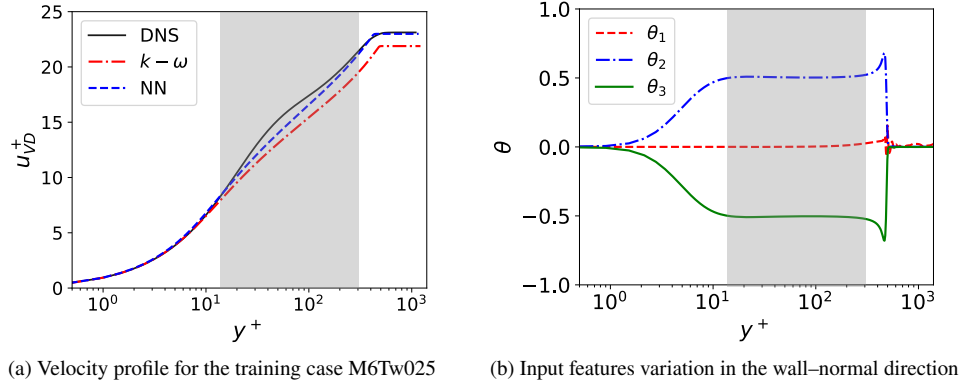 25
20
15
10
5
0
u⁺VD
DNS
k − ω
NN
10⁰
10¹
10²
10³
y⁺
(a) Velocity profile for the training case M6Tw025
1.0
0.5
0.0
−0.5
−1.0
θ
θ₁
θ₂
θ₃
10⁰
10¹
10²
10³
y⁺
(b) Input features variation in the wall–normal direction